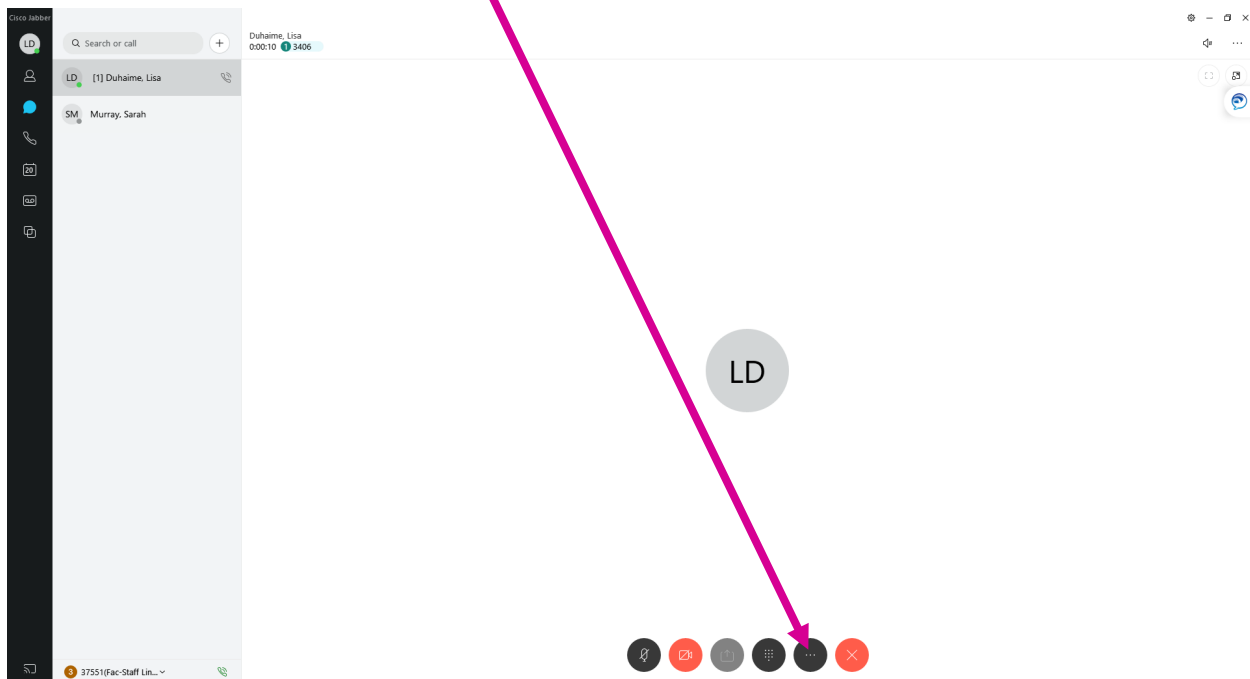 Cisco Jabber
LD
Search or call
Duhaime, Lisa
0:00:10 1 3406
LD [1] Duhaime, Lisa
SM Murray, Sarah
20
LD
3 37551(Fac-Staff Lin...